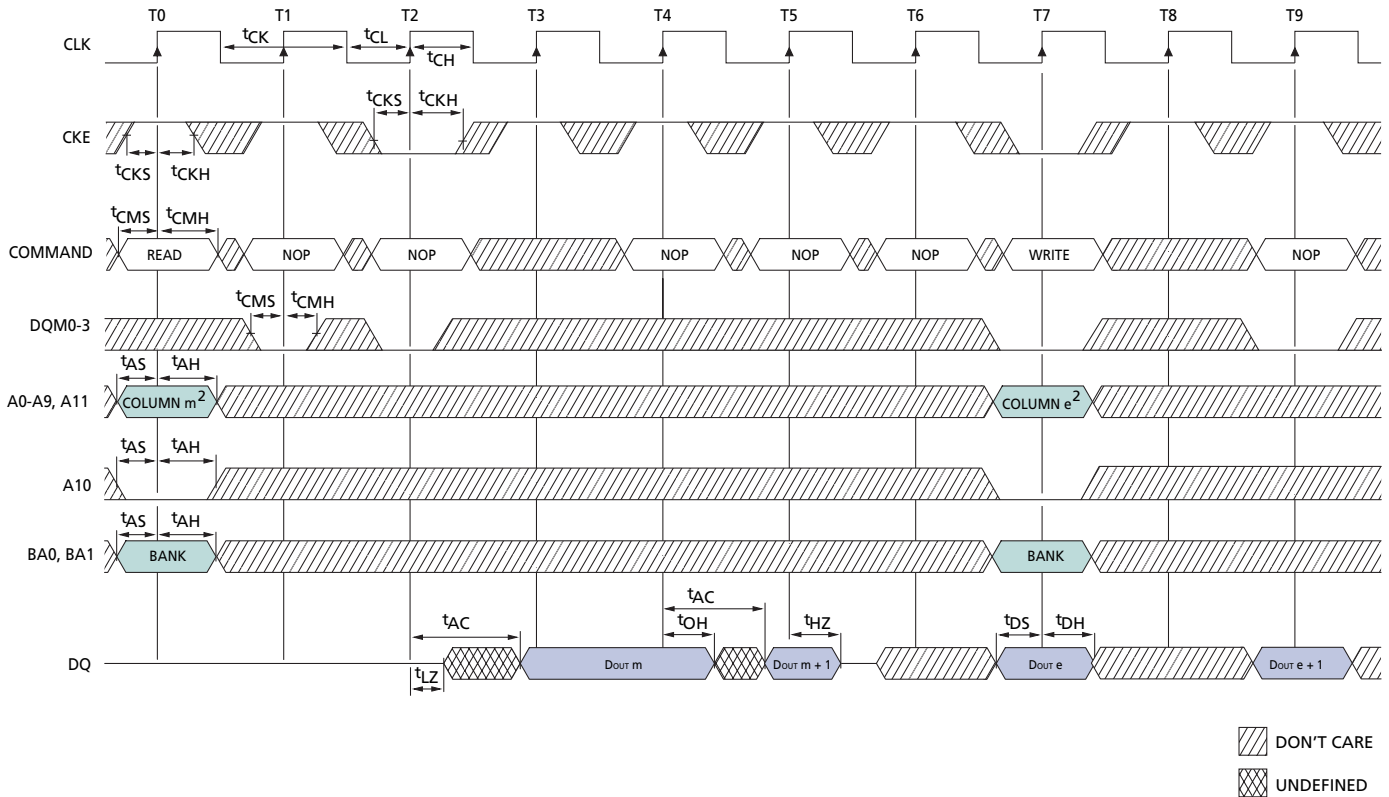 T0 T1 T2 T3 T4 T5 T6 T7 T8 T9
CLK
tCK tCL
tCH
tCKS tCKH
CKE
tCKS tCKH
tCMS tCMH
COMMAND READ NOP NOP NOP NOP NOP WRITE NOP
tCMS tCMH
DQM0-3
tAS tAH
A0-A9, A11 COLUMN m2 COLUMN e2
tAS tAH
A10
tAS tAH
BA0, BA1 BANK BANK
tAC tAC
tOH tHZ tDS tDH
DQ DOUT m DOUT m + 1 DOUT e DOUT e + 1
tLZ
DON'T CARE
UNDEFINED